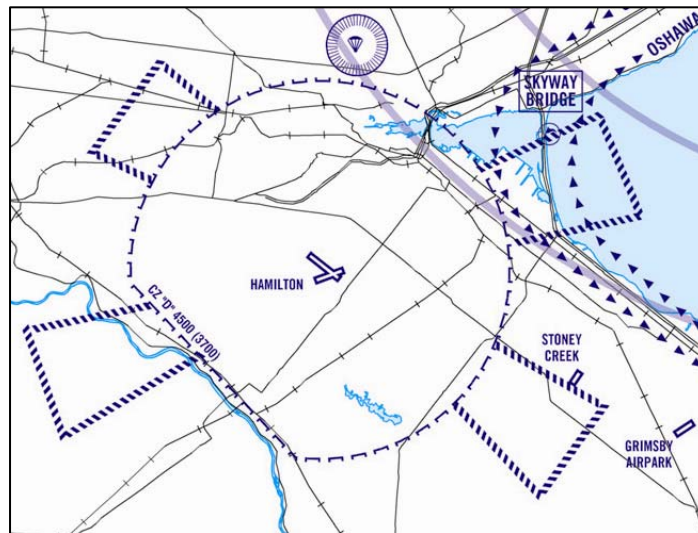 OSHAWA
SKYWAY
BRIDGE
HAMILTON
CZ "D" 4500 (3700)
STONEY
CREEK
GRIMSBY
AIRPARK